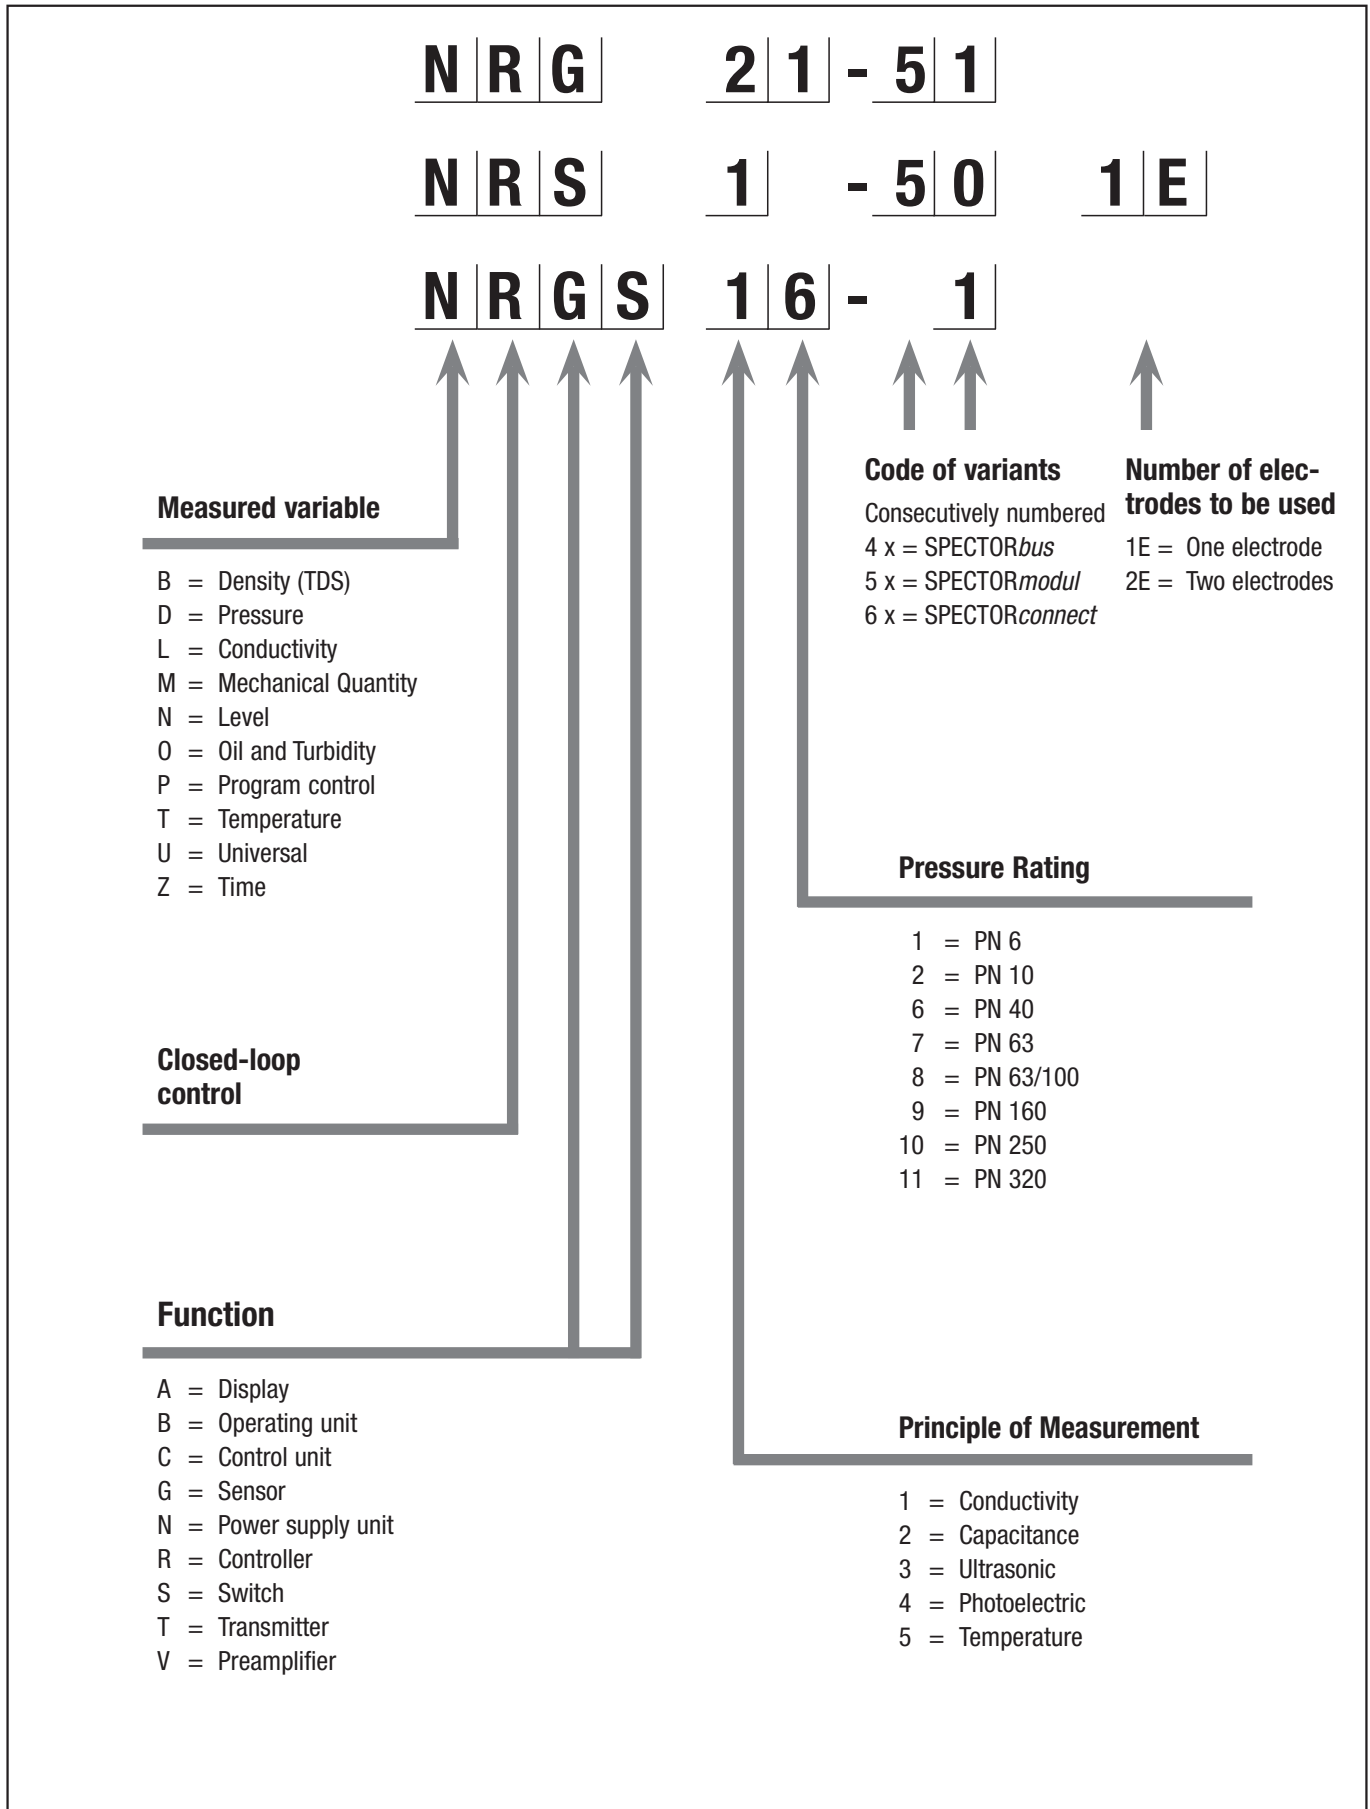 NRG 21-51
NRS 1 -50 1E
NRGS 16- 1
Measured variable
B = Density (TDS)
D = Pressure
L = Conductivity
M = Mechanical Quantity
N = Level
O = Oil and Turbidity
P = Program control
T = Temperature
U = Universal
Z = Time
Closed-loop
control
Function
A = Display
B = Operating unit
C = Control unit
G = Sensor
N = Power supply unit
R = Controller
S = Switch
T = Transmitter
V = Preamplifier
Code of variants
Consecutively numbered
4 x = SPECTORbus
5 x = SPECTORmodul
6 x = SPECTORconnect
Number of elec-
trodes to be used
1E = One electrode
2E = Two electrodes
Pressure Rating
1 = PN 6
2 = PN 10
6 = PN 40
7 = PN 63
8 = PN 63/100
9 = PN 160
10 = PN 250
11 = PN 320
Principle of Measurement
1 = Conductivity
2 = Capacitance
3 = Ultrasonic
4 = Photoelectric
5 = Temperature